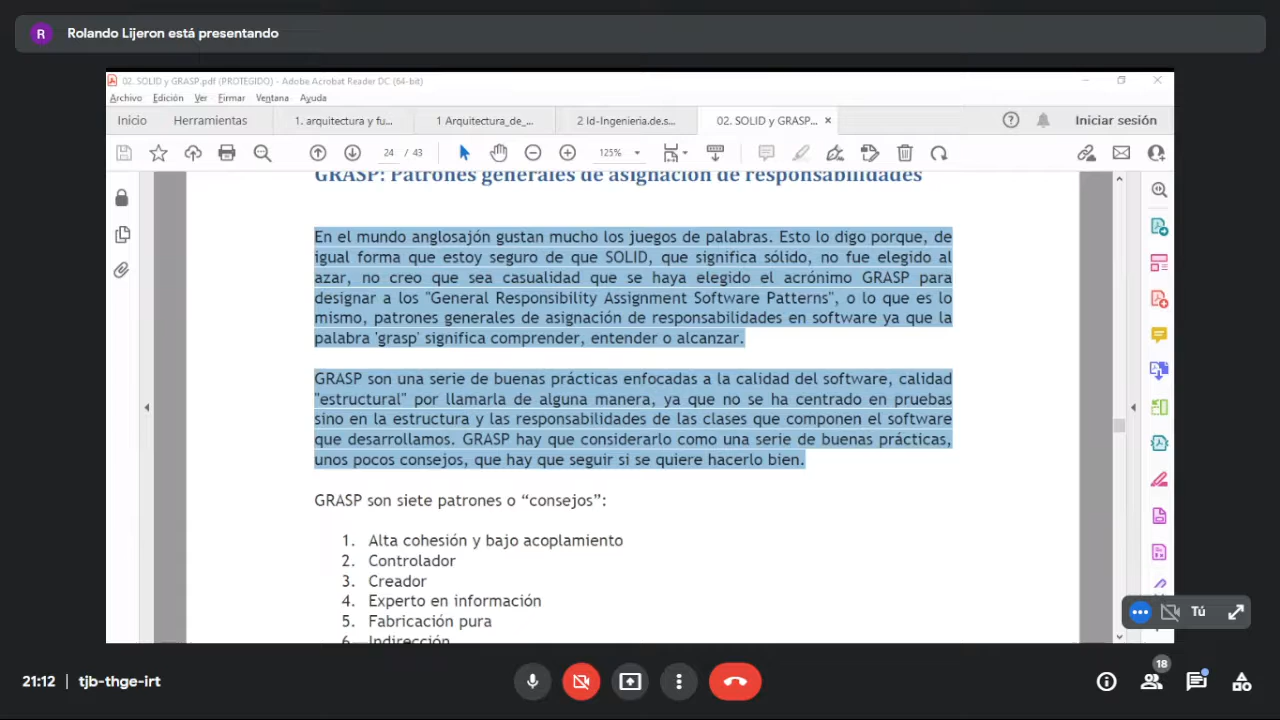 R Rolando Lijeron está presentando
02. SOLID y GRASP.pdf (PROTEGIDO) - Adobe Acrobat Reader DC (64-bit)
Archivo Edición Ver Firmar Ventana Ayuda
Inicio Herramientas 1. arquitectura y fu... 1 Arquitectura_de_... 2 Id-Ingenieria.de.s... 02. SOLID y GRASP... × Iniciar sesión
24 / 43 125%
GRASP: Patrones generales de asignación de responsabilidades
En el mundo anglosajón gustan mucho los juegos de palabras. Esto lo digo porque, de
igual forma que estoy seguro de que SOLID, que significa sólido, no fue elegido al
azar, no creo que sea casualidad que se haya elegido el acrónimo GRASP para
designar a los "General Responsibility Assignment Software Patterns", o lo que es lo
mismo, patrones generales de asignación de responsabilidades en software ya que la
palabra 'grasp' significa comprender, entender o alcanzar.
GRASP son una serie de buenas prácticas enfocadas a la calidad del software, calidad
"estructural" por llamarla de alguna manera, ya que no se ha centrado en pruebas
sino en la estructura y las responsabilidades de las clases que componen el software
que desarrollamos. GRASP hay que considerarlo como una serie de buenas prácticas,
unos pocos consejos, que hay que seguir si se quiere hacerlo bien.
GRASP son siete patrones o “consejos”:
1. Alta cohesión y bajo acoplamiento
2. Controlador
3. Creador
4. Experto en información
5. Fabricación pura
6. Indirección
Tú
21:12 | tjb-thge-irt
18